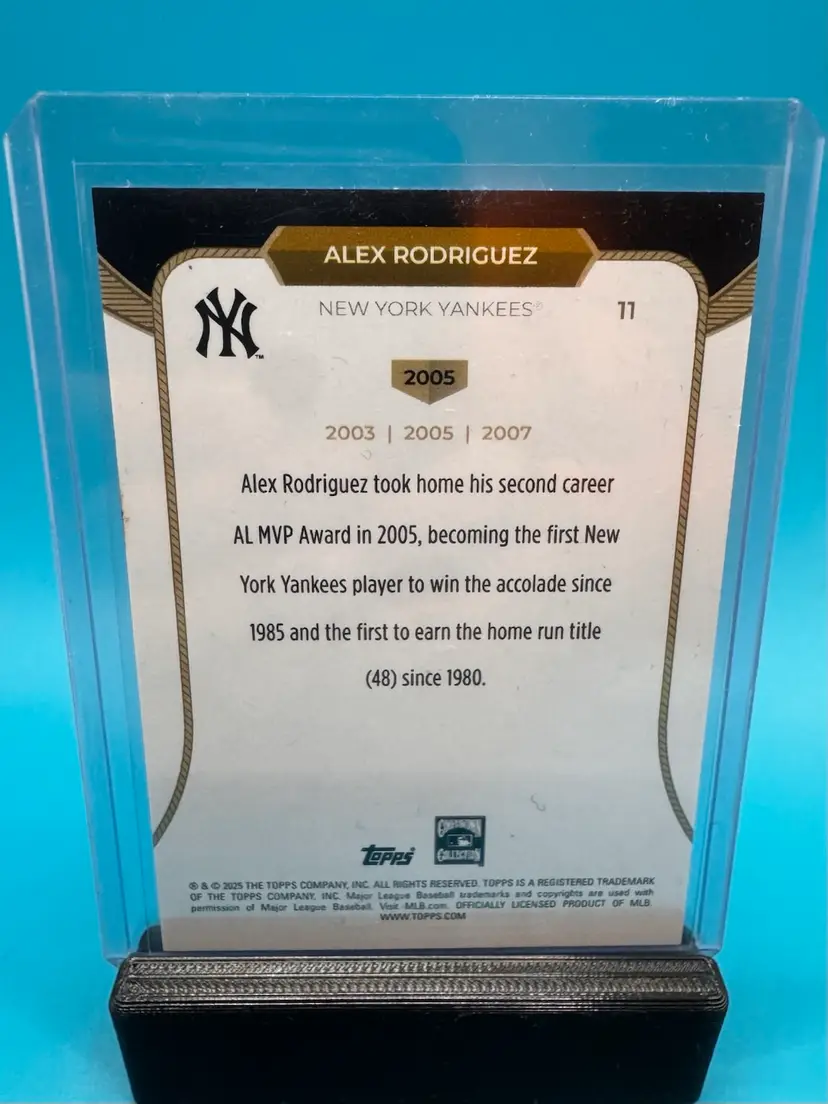 ALEX RODRIGUEZ
NEW YORK YANKEES®
11
NY™
2005
2003 | 2005 | 2007
Alex Rodriguez took home his second career
AL MVP Award in 2005, becoming the first New
York Yankees player to win the accolade since
1985 and the first to earn the home run title
(48) since 1980.
topps
COOPERSTOWN
COLLECTION
® & © 2025 THE TOPPS COMPANY, INC. ALL RIGHTS RESERVED. TOPPS IS A REGISTERED TRADEMARK
OF THE TOPPS COMPANY, INC. Major League Baseball trademarks and copyrights are used with
permission of Major League Baseball. Visit MLB.com. OFFICIALLY LICENSED PRODUCT OF MLB.
WWW.TOPPS.COM